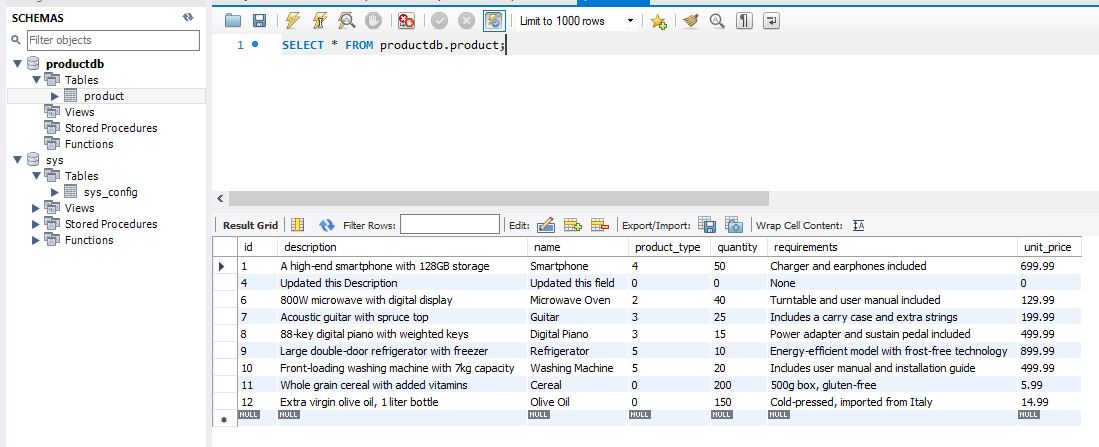 SCHEMAS
Filter objects
productdb
Tables
product
Views
Stored Procedures
Functions
sys
Tables
sys_config
Views
Stored Procedures
Functions
Limit to 1000 rows
1 SELECT * FROM productdb.product;
Result Grid Filter Rows: Edit: Export/Import: Wrap Cell Content:
id description name product_type quantity requirements unit_price
1 A high-end smartphone with 128GB storage Smartphone 4 50 Charger and earphones included 699.99
4 Updated this Description Updated this field 0 0 None 0
6 800W microwave with digital display Microwave Oven 2 40 Turntable and user manual included 129.99
7 Acoustic guitar with spruce top Guitar 3 25 Includes a carry case and extra strings 199.99
8 88-key digital piano with weighted keys Digital Piano 3 15 Power adapter and sustain pedal included 499.99
9 Large double-door refrigerator with freezer Refrigerator 5 10 Energy-efficient model with frost-free technology 899.99
10 Front-loading washing machine with 7kg capacity Washing Machine 5 20 Includes user manual and installation guide 499.99
11 Whole grain cereal with added vitamins Cereal 0 200 500g box, gluten-free 5.99
12 Extra virgin olive oil, 1 liter bottle Olive Oil 0 150 Cold-pressed, imported from Italy 14.99
NULL NULL NULL NULL NULL NULL NULL